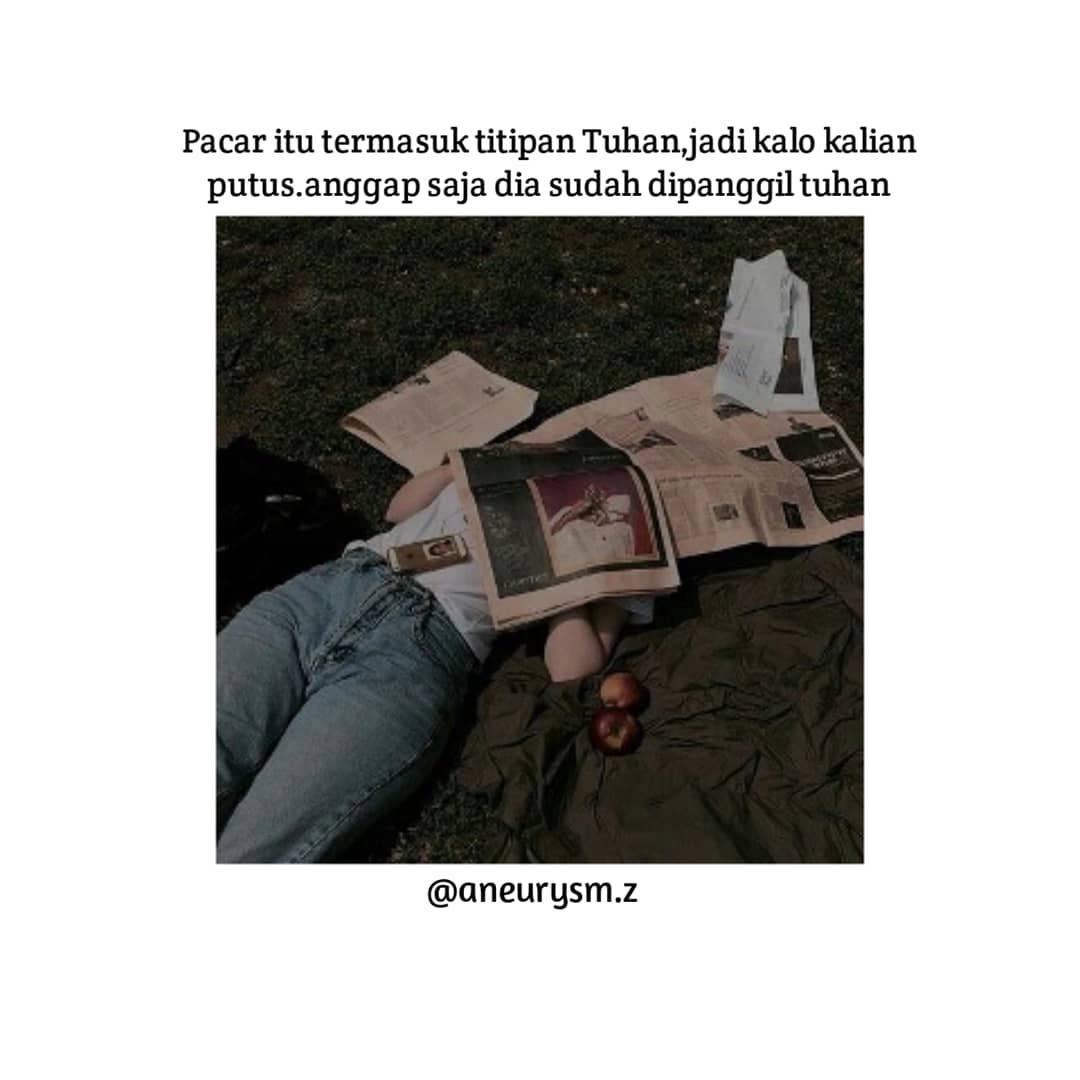 Pacar itu termasuk titipan Tuhan,jadi kalo kalian
putus.anggap saja dia sudah dipanggil tuhan
@aneurysm.z